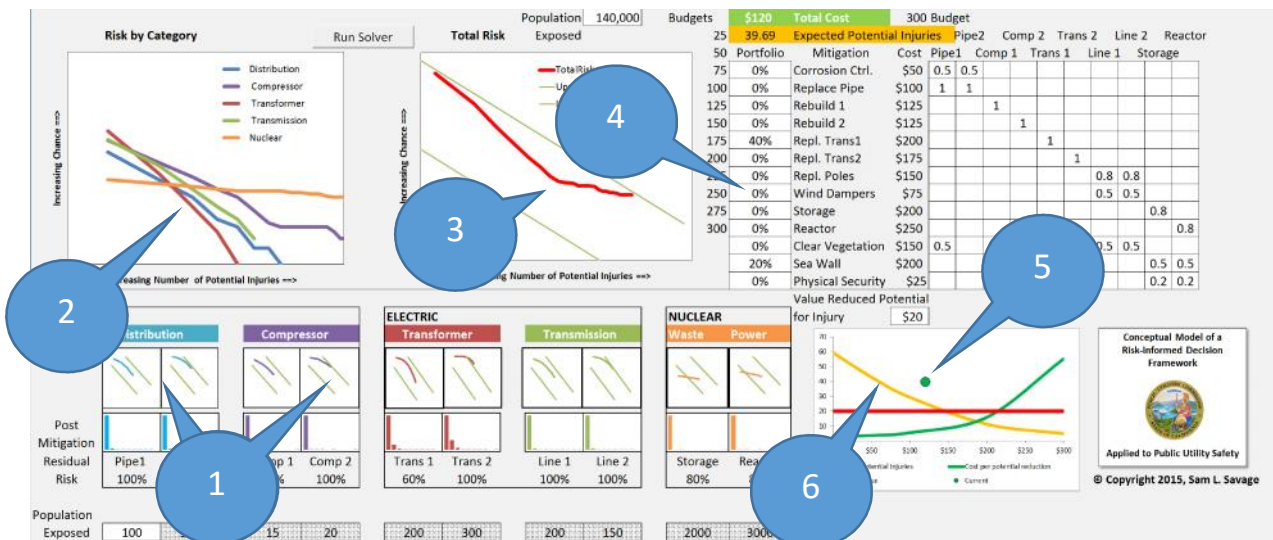 Population 140,000 Budgets $120 Total Cost 300 Budget
Risk by Category Run Solver Total Risk Exposed 25 39.69 Expected Potential Injuries Pipe2 Comp 2 Trans 2 Line 2 Reactor
50 Portfolio Mitigation Cost Pipe1 Comp 1 Trans 1 Line 1 Storage
75 0% Corrosion Ctrl. $50 0.5 0.5
100 0% Replace Pipe $100 1 1
125 0% Rebuild 1 $125 1
150 0% Rebuild 2 $125 1
175 40% Repl. Trans1 $200 1
200 0% Repl. Trans2 $175 1
0% Repl. Poles $150 0.8 0.8
250 0% Wind Dampers $75 0.5 0.5
275 0% Storage $200 0.8
300 0% Reactor $250 0.8
0% Clear Vegetation $150 0.5 0.5
20% Sea Wall $200 0.5 0.5
0% Physical Security $25 0.2 0.2
Value Reduced Potential
for Injury $20
Distribution
Compressor
Transformer
Transmission
Nuclear
Increasing Chance ==>
Number of Potential Injuries ==>
TotalRisk
Increasing Chance ==>
Number of Potential Injuries ==>
4
3
2
5
1
6
ELECTRIC NUCLEAR
Distribution Compressor Transformer Transmission Waste Power
Post
Mitigation
Residual Pipe1 Comp 2 Trans 1 Trans 2 Line 1 Line 2 Storage
Risk 100% 100% 60% 100% 100% 100% 80%
Population
Exposed 100 15 20 200 300 200 150 2000 3000
70
60
50
40
30
20
10
$50 $100 $150 $200 $250 $300
Cost per potential reduction
Current
Conceptual Model of a
Risk-Informed Decision
Framework
Applied to Public Utility Safety
© Copyright 2015, Sam L. Savage